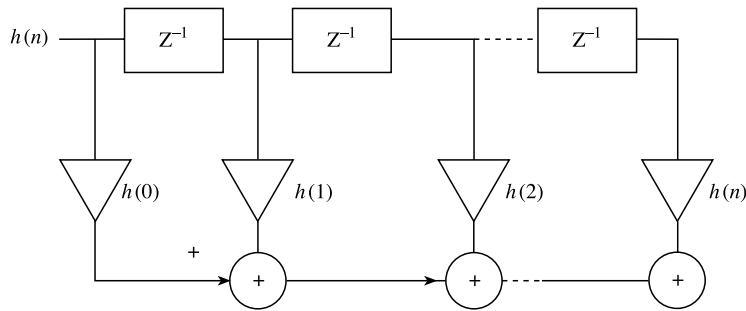 h(n) Z⁻¹ Z⁻¹ Z⁻¹
h(0) h(1) h(2) h(n)
+
+ + +